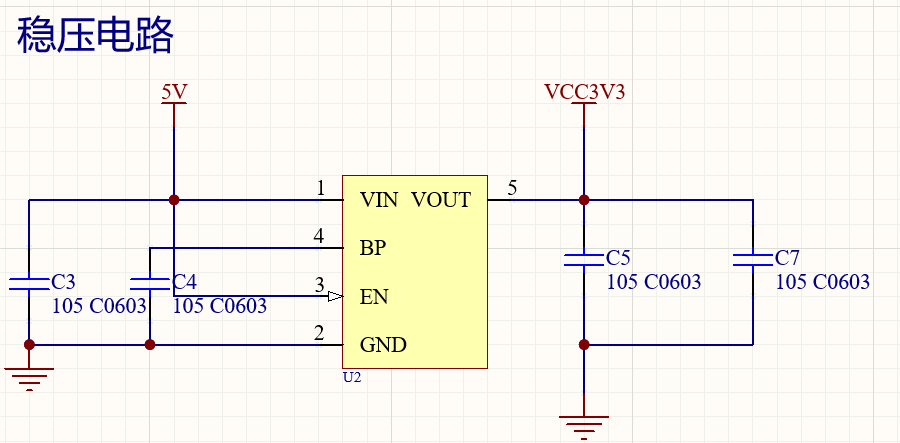 稳压电路
5V
VCC3V3
1
VIN VOUT
5
4
BP
C3
105 C0603
C4
105 C0603
3
EN
C5
105 C0603
C7
105 C0603
2
GND
U2